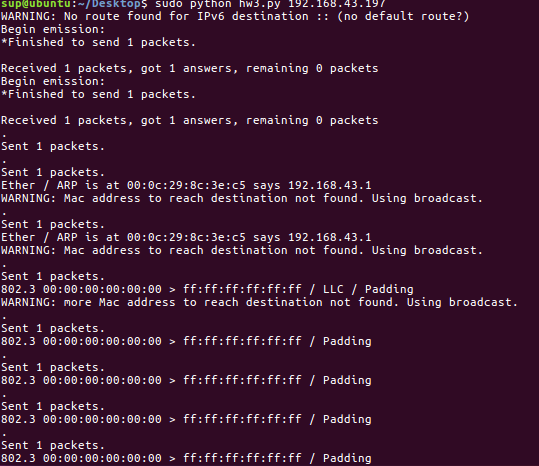 sup@ubuntu:~/Desktop$ sudo python hw3.py 192.168.43.197
WARNING: No route found for IPv6 destination :: (no default route?)
Begin emission:
*Finished to send 1 packets.
Received 1 packets, got 1 answers, remaining 0 packets
Begin emission:
*Finished to send 1 packets.
Received 1 packets, got 1 answers, remaining 0 packets
.
Sent 1 packets.
.
Sent 1 packets.
Ether / ARP is at 00:0c:29:8c:3e:c5 says 192.168.43.1
WARNING: Mac address to reach destination not found. Using broadcast.
.
Sent 1 packets.
Ether / ARP is at 00:0c:29:8c:3e:c5 says 192.168.43.1
WARNING: Mac address to reach destination not found. Using broadcast.
.
Sent 1 packets.
802.3 00:00:00:00:00:00 > ff:ff:ff:ff:ff:ff / LLC / Padding
WARNING: more Mac address to reach destination not found. Using broadcast.
.
Sent 1 packets.
802.3 00:00:00:00:00:00 > ff:ff:ff:ff:ff:ff / Padding
.
Sent 1 packets.
802.3 00:00:00:00:00:00 > ff:ff:ff:ff:ff:ff / Padding
.
Sent 1 packets.
802.3 00:00:00:00:00:00 > ff:ff:ff:ff:ff:ff / Padding
.
Sent 1 packets.
802.3 00:00:00:00:00:00 > ff:ff:ff:ff:ff:ff / Padding